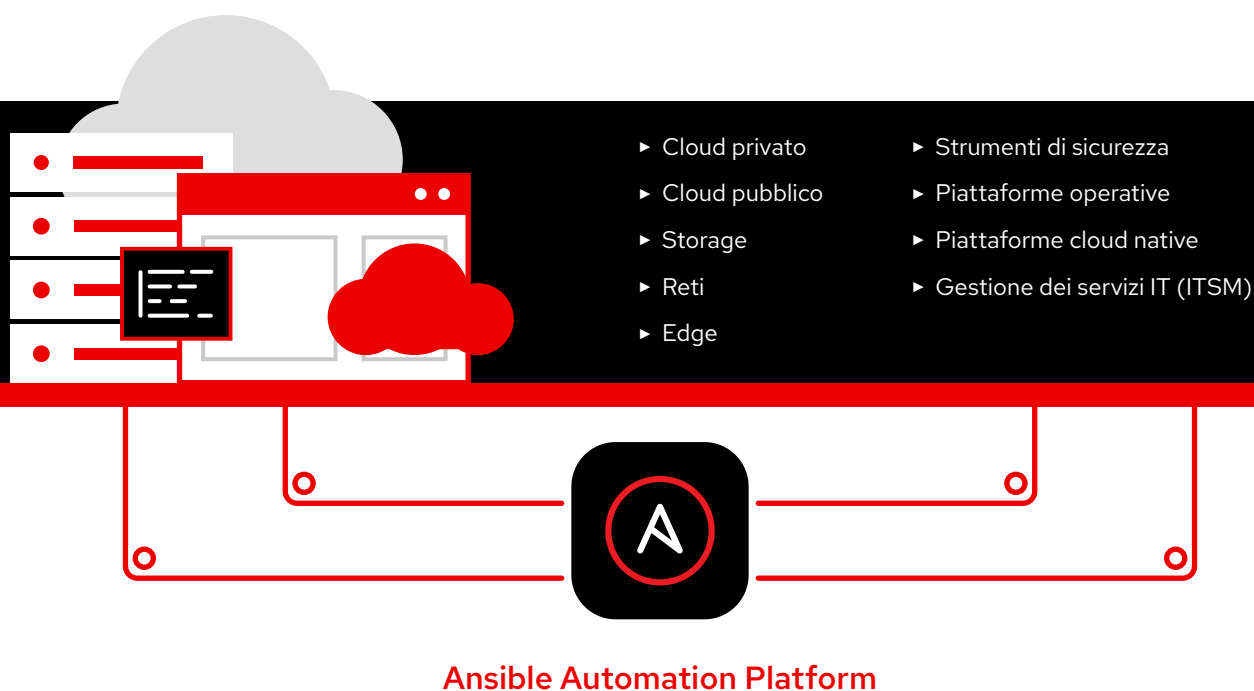 Cloud privato
Cloud pubblico
Storage
Reti
Edge
Strumenti di sicurezza
Piattaforme operative
Piattaforme cloud native
Gestione dei servizi IT (ITSM)
Ansible Automation Platform